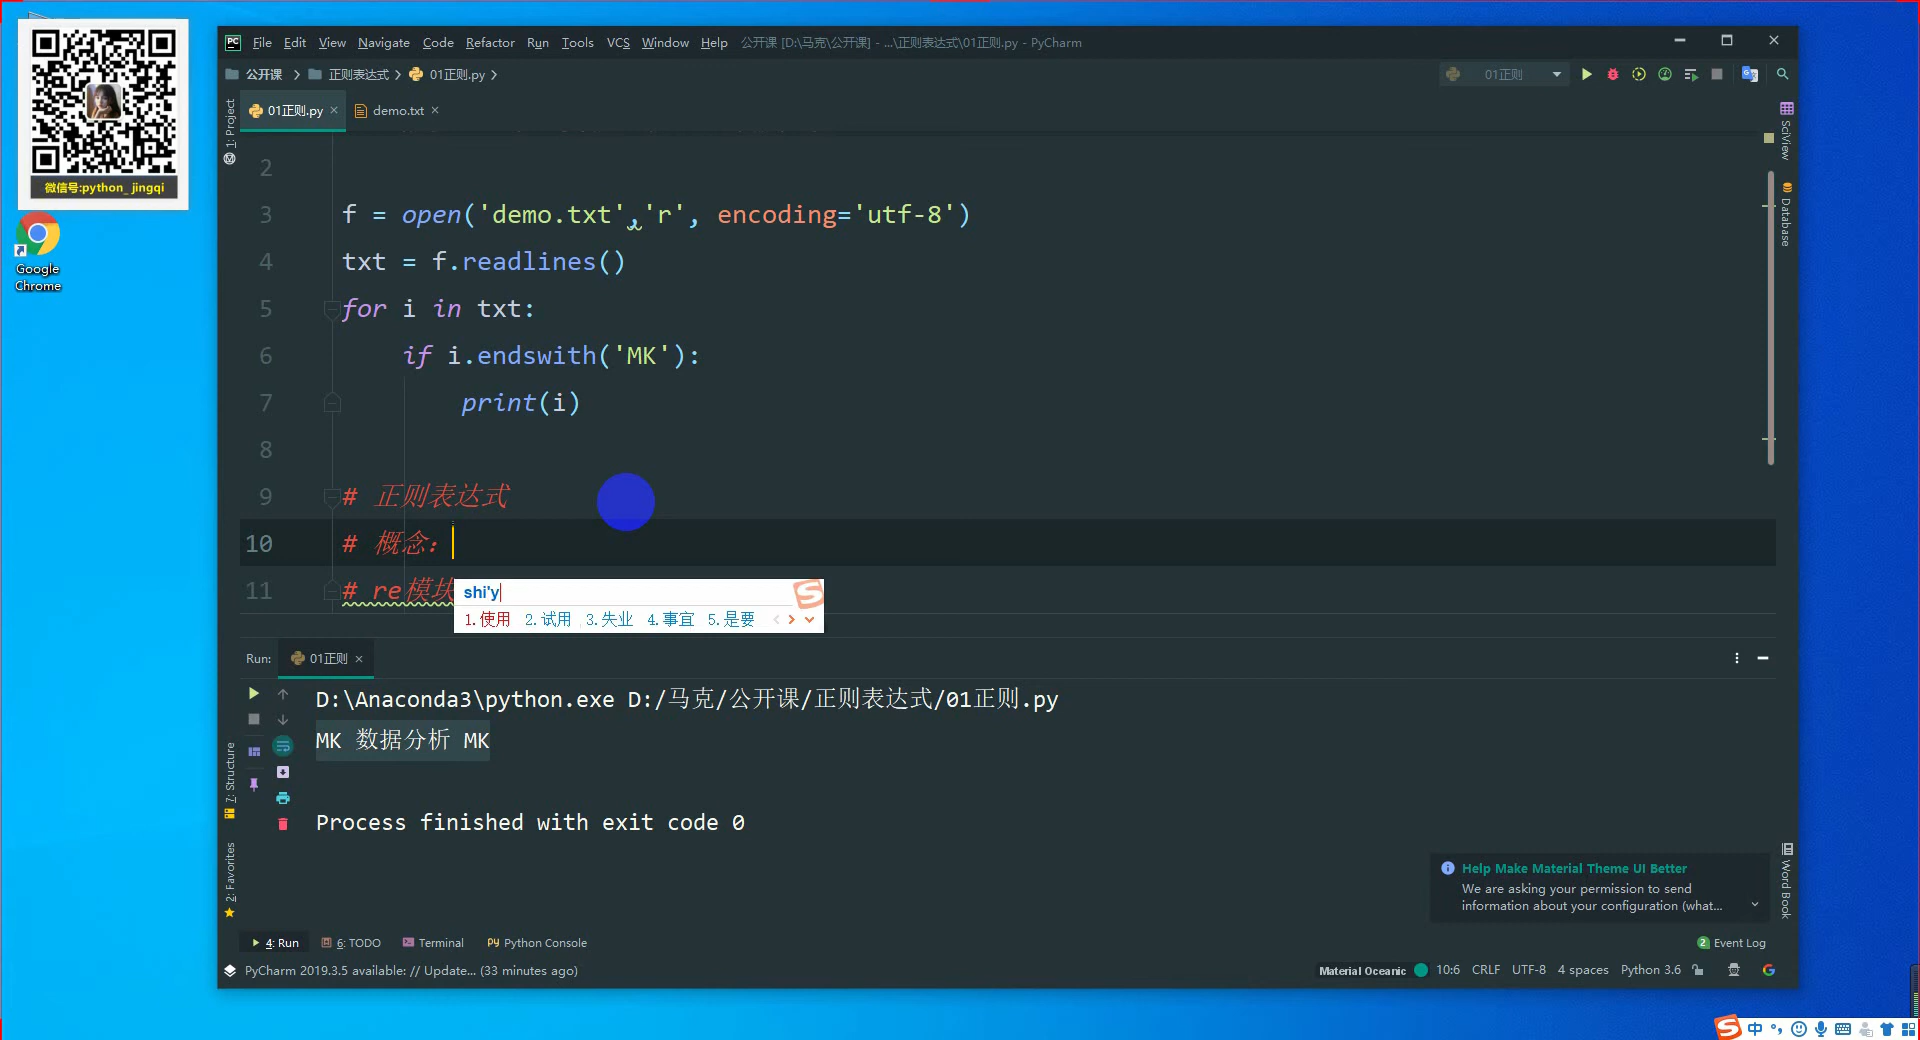 微信号:python_jingqi
Google
Chrome
File Edit View Navigate Code Refactor Run Tools VCS Window Help 公开课 [D:\马克\公开课] - ...\正则表达式\01正则.py - PyCharm
公开课 正则表达式 01正则.py
01正则
01正则.py demo.txt
1: Project
SciView
Database
2
3 f = open('demo.txt','r', encoding='utf-8')
4 txt = f.readlines()
5 for i in txt:
6 if i.endswith('MK'):
7 print(i)
8
9 # 正则表达式
10 # 概念：
11 # re模块
shi'y
1.使用 2.试用 3.失业 4.事宜 5.是要
Run: 01正则
D:\Anaconda3\python.exe D:/马克/公开课/正则表达式/01正则.py
MK 数据分析 MK
Process finished with exit code 0
7: Structure
2: Favorites
Word Book
Help Make Material Theme UI Better
We are asking your permission to send
information about your configuration (what...
4: Run 6: TODO Terminal Python Console
2 Event Log
PyCharm 2019.3.5 available: // Update... (33 minutes ago)
Material Oceanic 10:6 CRLF UTF-8 4 spaces Python 3.6
中